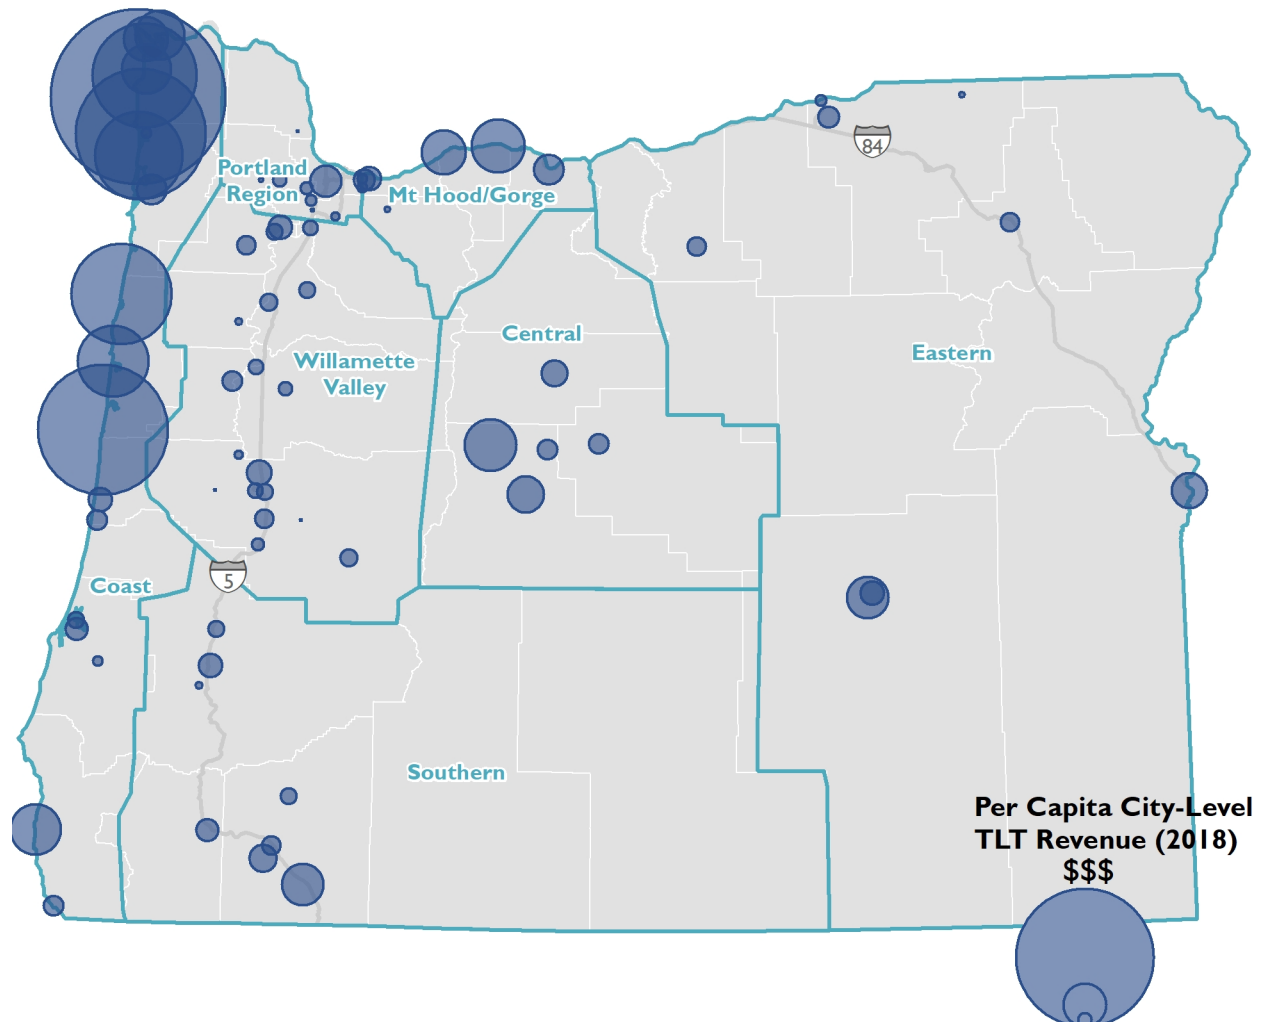 84
Portland
Region
Mt Hood/Gorge
Central
Eastern
Willamette
Valley
5
Coast
Southern
Per Capita City-Level
TLT Revenue (2018)
$$$